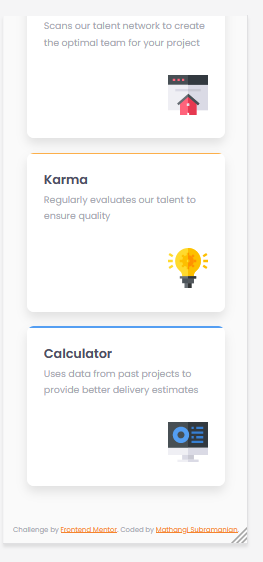 Scans our talent network to create
the optimal team for your project
Karma
Regularly evaluates our talent to
ensure quality
Calculator
Uses data from past projects to
provide better delivery estimates
Challenge by Frontend Mentor. Coded by Mathangi Subramanian.